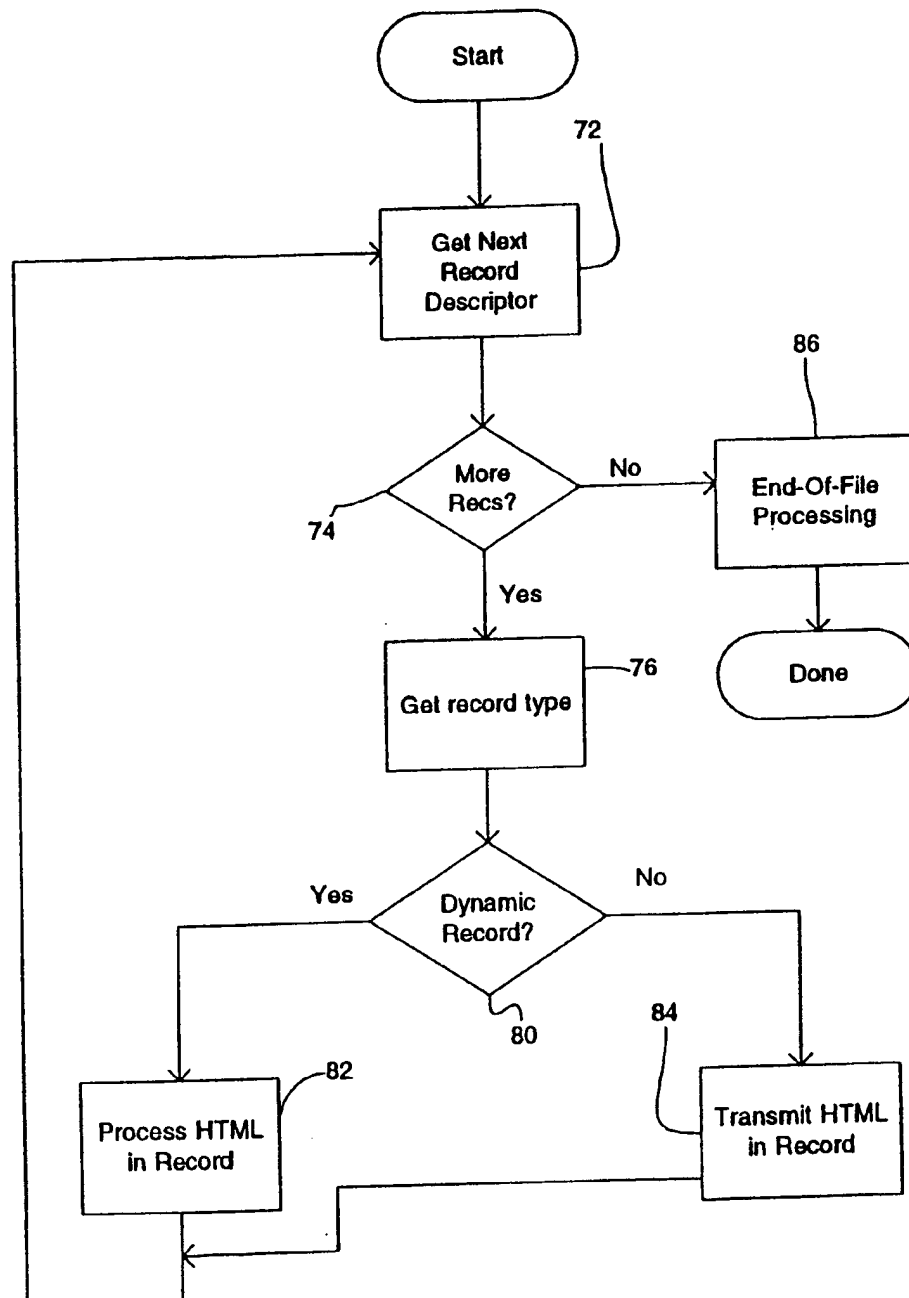 Start
72
Get Next
Record
Descriptor
86
More
Recs?
No
End-Of-File
Processing
74
Yes
76
Get record type
Done
Yes
No
Dynamic
Record?
80
84
82
Process HTML
in Record
Transmit HTML
in Record